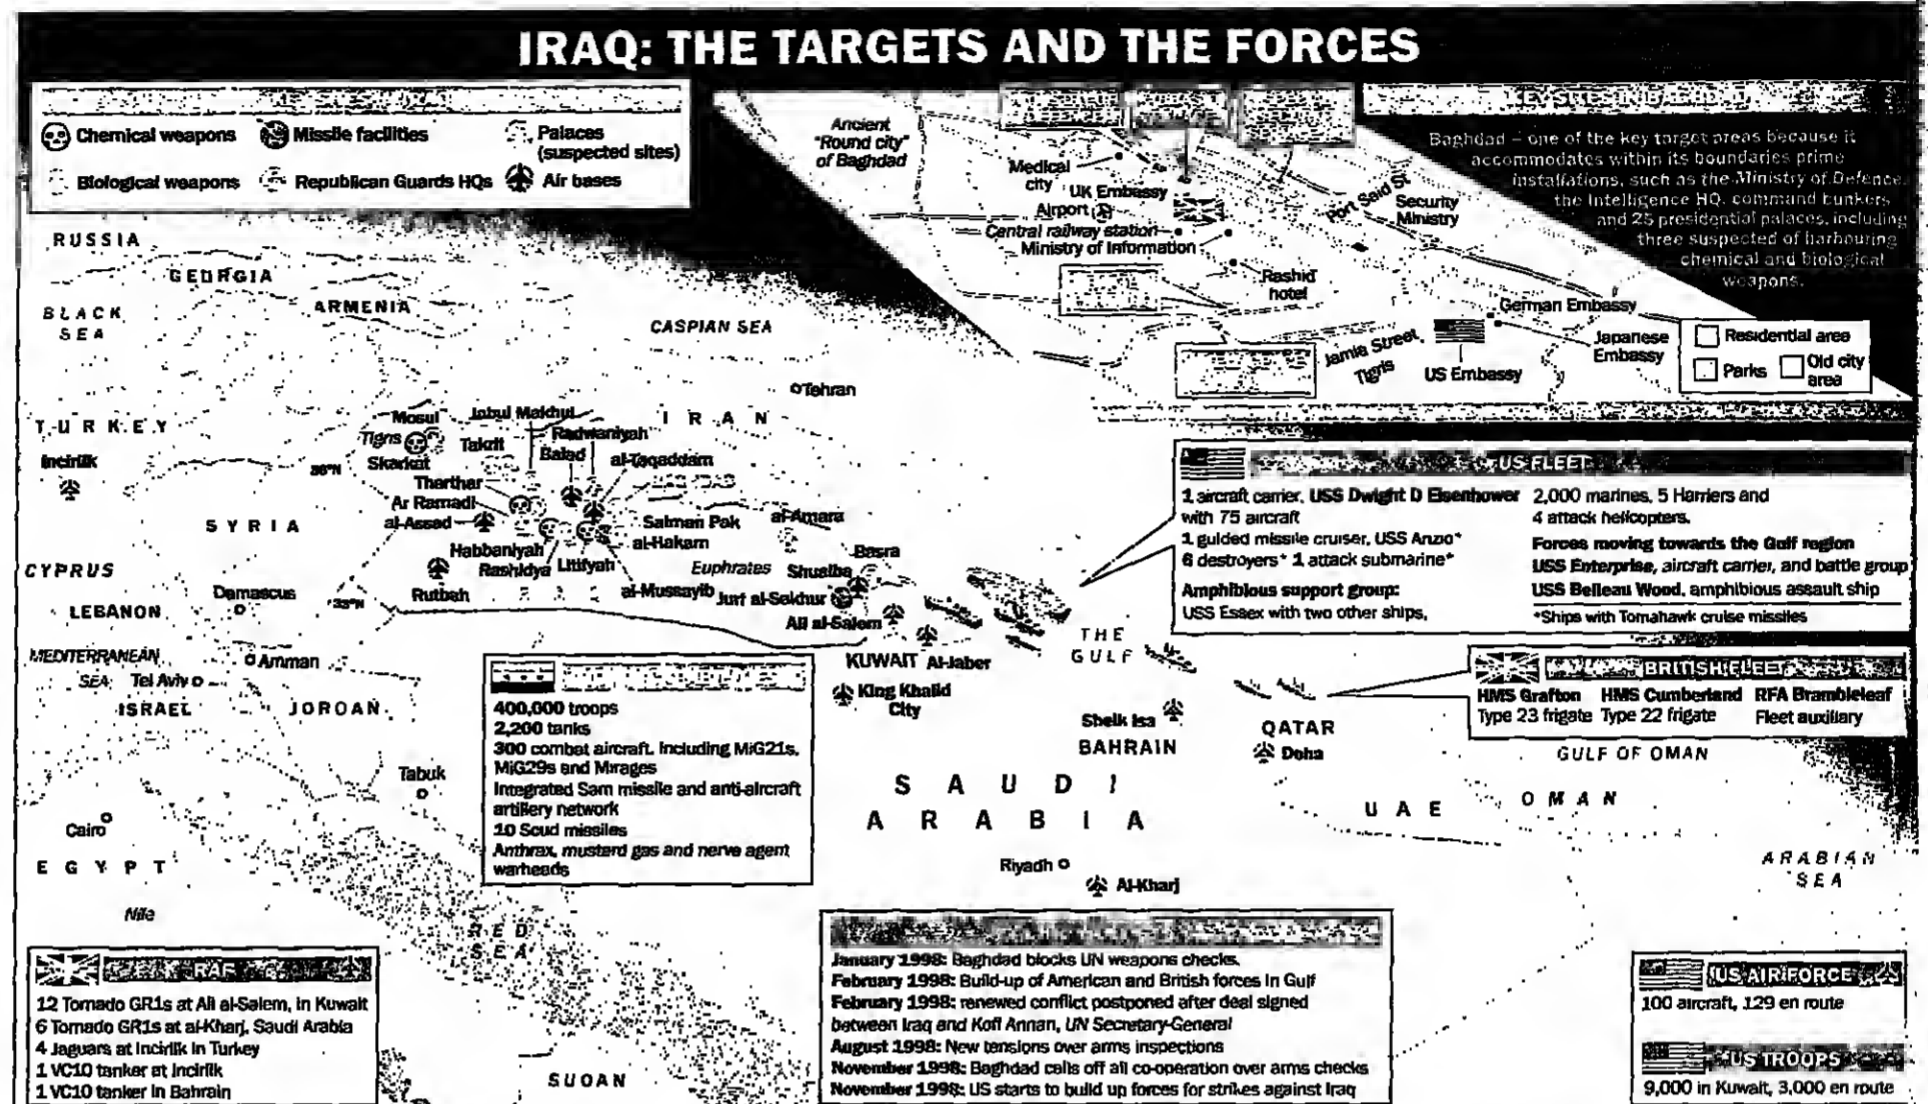 IRAQ: THE TARGETS AND THE FORCES
Chemical weapons
Missile facilities
Palaces
(suspected sites)
Biological weapons
Republican Guards HQs
Air bases
Ancient
"Round city"
of Baghdad
Medical
city
UK Embassy
Airport
Central railway station
Ministry of Information
Port Said St
Security
Ministry
Rashid
hotel
German Embassy
Japanese
Embassy
Jamia Street
Tigris
US Embassy
KEY SITES IN
Baghdad – one of the key target areas because it
accommodates within its boundaries prime
installations, such as the Ministry of Defence,
the Intelligence HQ, command bunkers
and 25 presidential palaces, including
three suspected of harbouring
chemical and biological
weapons.
Residential area
Parks
Old city
area
RUSSIA
GEORGIA
BLACK
SEA
ARMENIA
CASPIAN SEA
Tehran
TURKEY
IRAN
Incirlik
Mosul
Jabul Makhul
Tigris
Takrit
Radwaniyah
Skarkat
Balad
al-Taqaddam
36°N
Tharthar
Ar Ramadi
al-Assad
Salman Pak
al-Amara
al-Hakam
SYRIA
Habbaniyah
Rashidya
Litifyah
Euphrates
Basra
Shuaiba
Rutbah
al-Mussayib
Jurf al-Sakhur
Ali al-Salem
CYPRUS
LEBANON
Damascus
33°N
MEDITERRANEAN
SEA
Tel Aviv
Amman
ISRAEL
JORDAN
KUWAIT
Al-Jaber
King Khalid
City
THE
GULF
Sheik Isa
BAHRAIN
QATAR
Doha
GULF OF OMAN
UAE
OMAN
ARABIAN
SEA
SAUDI
ARABIA
Riyadh
Al-Kharj
Tabuk
Cairo
EGYPT
Nile
RED
SEA
SUDAN
US FLEET
1 aircraft carrier, USS Dwight D Eisenhower
with 75 aircraft
1 guided missile cruiser, USS Anzio*
6 destroyers* 1 attack submarine*
Amphibious support group:
USS Essex with two other ships,
2,000 marines, 5 Harriers and
4 attack helicopters.
Forces moving towards the Gulf region
USS Enterprise, aircraft carrier, and battle group
USS Belleau Wood, amphibious assault ship
*Ships with Tomahawk cruise missiles
BRITISH FLEET
HMS Grafton
Type 23 frigate
HMS Cumberland
Type 22 frigate
RFA Brambleleaf
Fleet auxiliary
400,000 troops
2,200 tanks
300 combat aircraft, including MiG21s,
MiG29s and Mirages
Integrated Sam missile and anti-aircraft
artillery network
10 Scud missiles
Anthrax, mustard gas and nerve agent
warheads
RAF
12 Tornado GR1s at Ali al-Salem, in Kuwait
6 Tornado GR1s at al-Kharj, Saudi Arabia
4 Jaguars at Incirlik in Turkey
1 VC10 tanker at Incirlik
1 VC10 tanker in Bahrain
January 1998: Baghdad blocks UN weapons checks.
February 1998: Build-up of American and British forces in Gulf
February 1998: renewed conflict postponed after deal signed
between Iraq and Kofi Annan, UN Secretary-General
August 1998: New tensions over arms inspections
November 1998: Baghdad calls off all co-operation over arms checks
November 1998: US starts to build up forces for strikes against Iraq
US AIR FORCE
100 aircraft, 129 en route
US TROOPS
9,000 in Kuwait, 3,000 en route